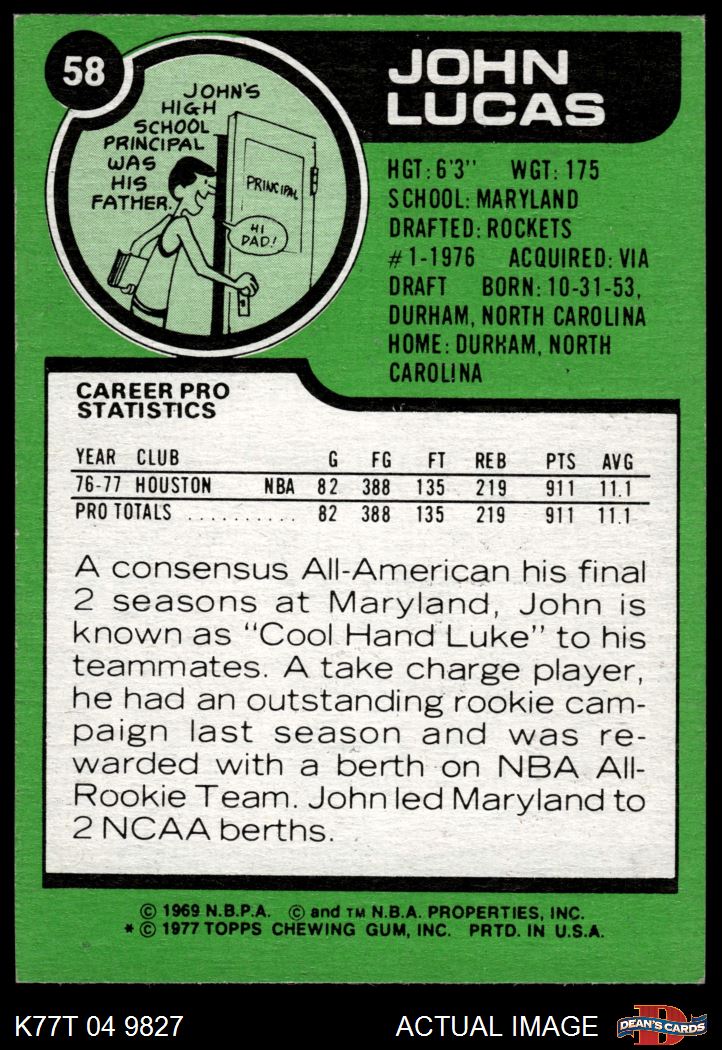 58
JOHN'S
HIGH
SCHOOL
PRINCIPAL
WAS
HIS
FATHER.
PRINCIPAL
HI
DAD!
JOHN
LUCAS
HGT: 6'3" WGT: 175
SCHOOL: MARYLAND
DRAFTED: ROCKETS
#1-1976 ACQUIRED: VIA
DRAFT BORN: 10-31-53,
DURHAM, NORTH CAROLINA
HOME: DURHAM, NORTH
CAROLINA
CAREER PRO
STATISTICS
YEAR CLUB G FG FT REB PTS AVG
76-77 HOUSTON NBA 82 388 135 219 911 11.1
PRO TOTALS .......... 82 388 135 219 911 11.1
A consensus All-American his final
2 seasons at Maryland, John is
known as "Cool Hand Luke" to his
teammates. A take charge player,
he had an outstanding rookie cam-
paign last season and was re-
warded with a berth on NBA All-
Rookie Team. John led Maryland to
2 NCAA berths.
© 1969 N.B.P.A. © and TM N.B.A. PROPERTIES, INC.
* © 1977 TOPPS CHEWING GUM, INC. PRTD. IN U.S.A.
K77T 04 9827 ACTUAL IMAGE D DEAN'S CARDS